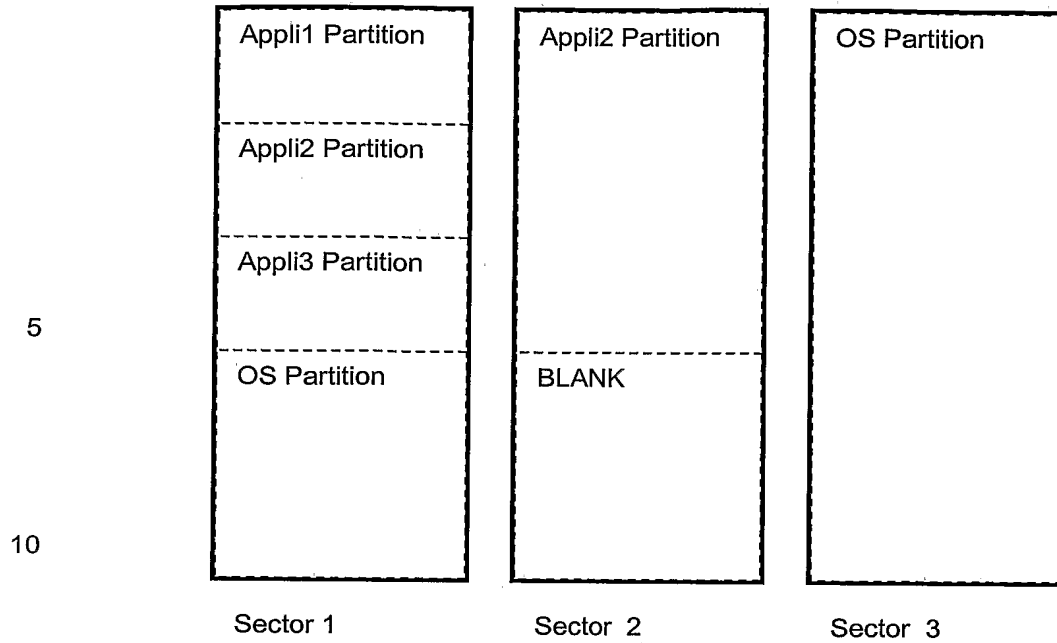 Appli1 Partition
Appli2 Partition
Appli3 Partition
OS Partition
Sector 1
Appli2 Partition
BLANK
Sector 2
OS Partition
Sector 3
5
10